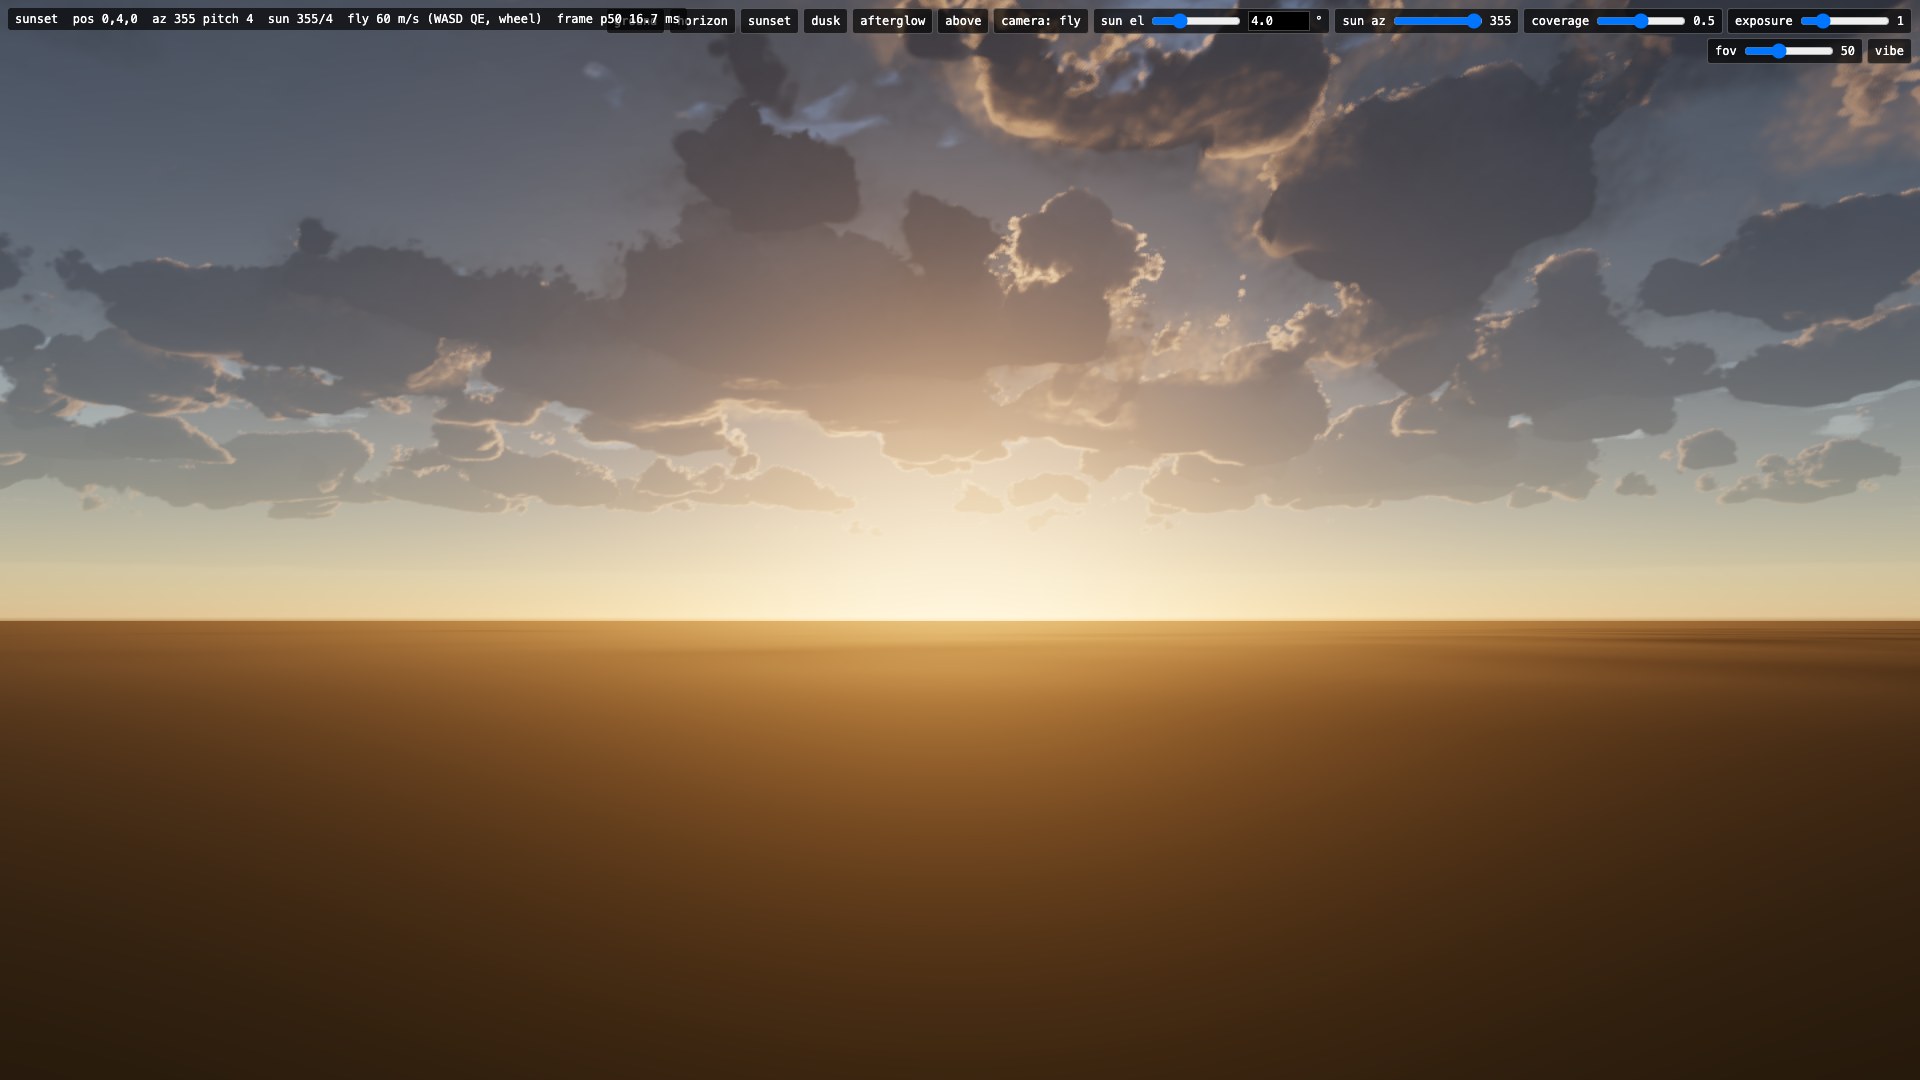 sunset pos 0,4,0 az 355 pitch 4 sun 355/4 fly 60 m/s (WASD QE, wheel) frame p50 16.7 ms
horizon sunset dusk afterglow above camera: fly sun el 4.0 ° sun az 355 coverage 0.5 exposure 1
fov 50 vibe